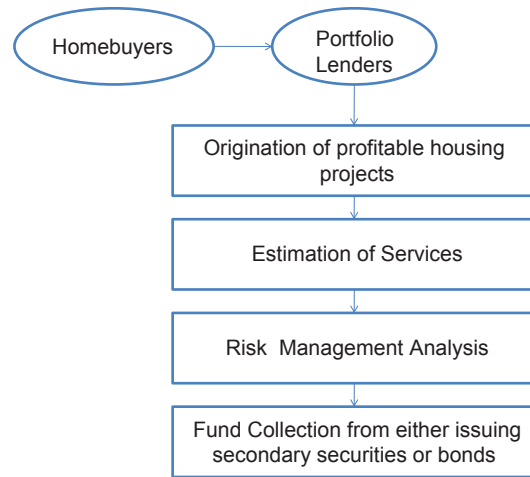 Homebuyers
Portfolio
Lenders
Origination of profitable housing
projects
Estimation of Services
Risk Management Analysis
Fund Collection from either issuing
secondary securities or bonds